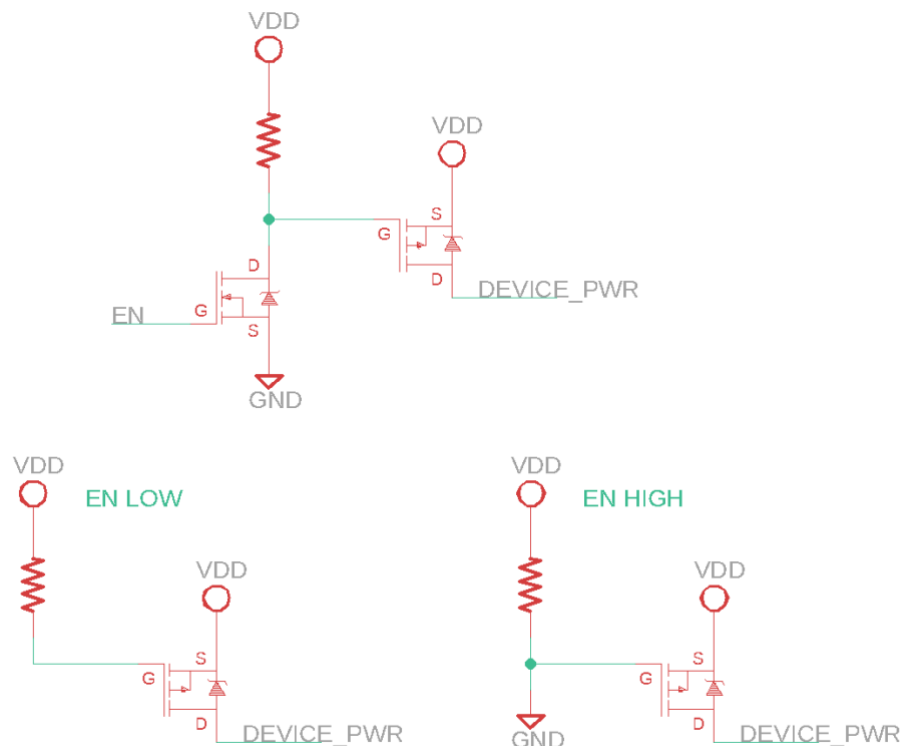 VDD
VDD
S
G
D
DEVICE_PWR
D
G
S
EN
GND
VDD
EN LOW
VDD
S
G
D
DEVICE_PWR
VDD
EN HIGH
VDD
S
G
D
DEVICE_PWR
GND